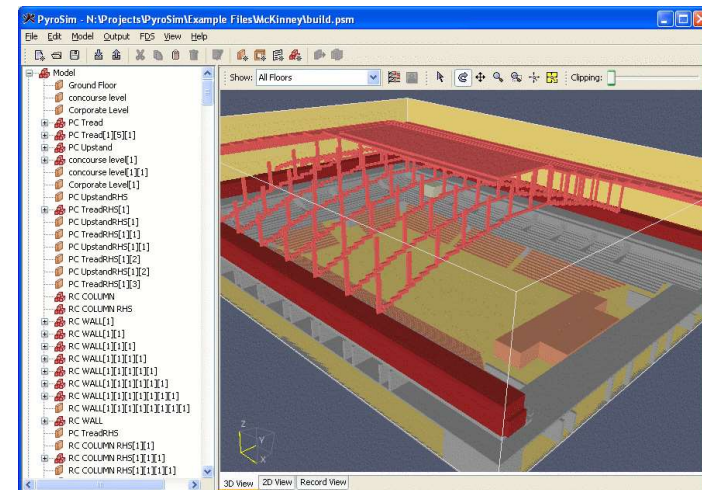 PyroSim - N:\Projects\PyroSim\Example Files\McKinney\build.psm
File Edit Model Output FDS View Help
Show: All Floors Clipping:
Model
Ground Floor
concourse level
Corporate Level
PC Tread
PC Tread[1][5][1]
PC Upstand
concourse level[1]
concourse level[1][1]
Corporate Level[1]
PC UpstandRHS
PC TreadRHS[1]
PC UpstandRHS[1]
PC TreadRHS[1][1]
PC UpstandRHS[1][1]
PC TreadRHS[1][2]
PC UpstandRHS[1][2]
PC TreadRHS[1][3]
RC COLUMN
RC COLUMN RHS
RC WALL[1]
RC WALL[1][1]
RC WALL[1][1][1]
RC WALL[1][1][1][1]
RC WALL[1][1][1][1][1]
RC WALL[1][1][1][1][1][1]
RC WALL[1][1][1][1][1][1][1]
RC WALL[1][1][1][1][1][1][1][1]
RC WALL
PC TreadRHS
RC COLUMN RHS[1][1]
RC COLUMN RHS[1][1][1]
RC COLUMN RHS[1][1][1][1]
Z
Y
X
3D View 2D View Record View